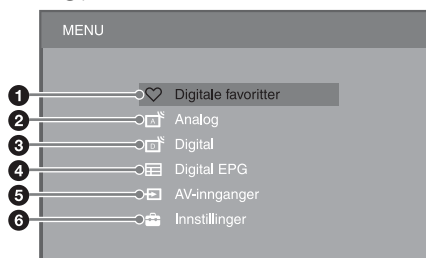 MENU
1 Digitale favoritter
2 A Analog
3 D Digital
4 Digital EPG
5 AV-innganger
6 Innstillinger